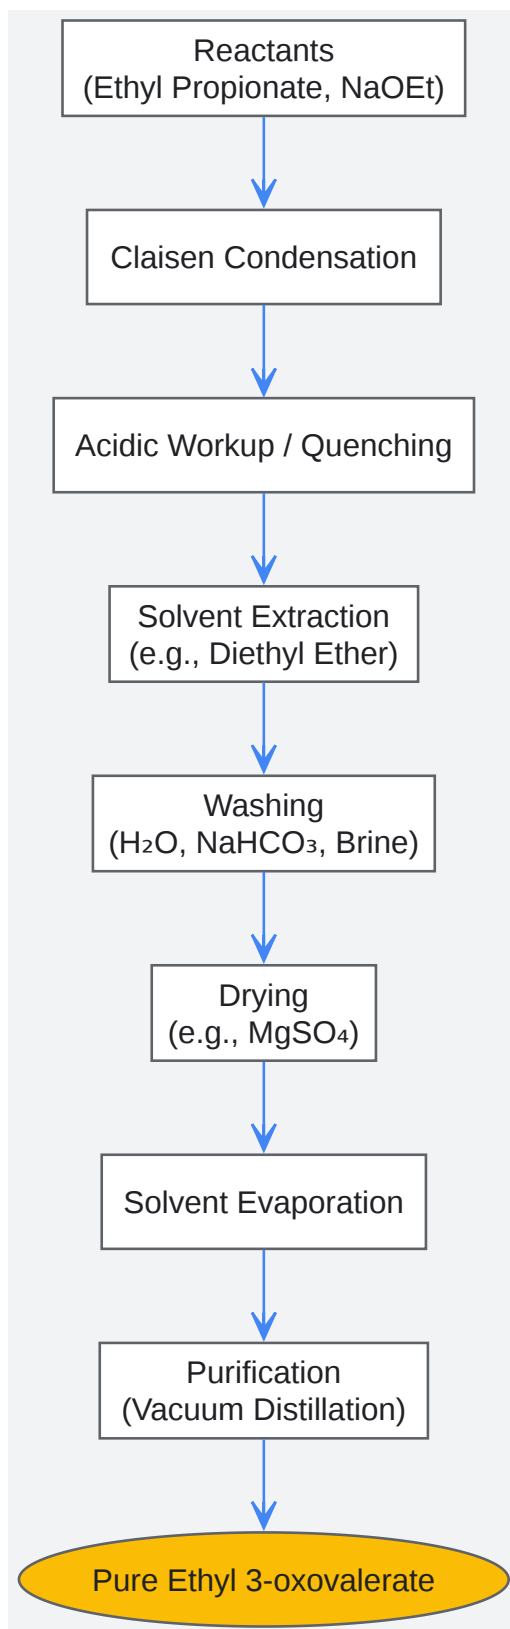 Reactants
(Ethyl Propionate, NaOEt)
Claisen Condensation
Acidic Workup / Quenching
Solvent Extraction
(e.g., Diethyl Ether)
Washing
(H₂O, NaHCO₃, Brine)
Drying
(e.g., MgSO₄)
Solvent Evaporation
Purification
(Vacuum Distillation)
Pure Ethyl 3-oxovalerate